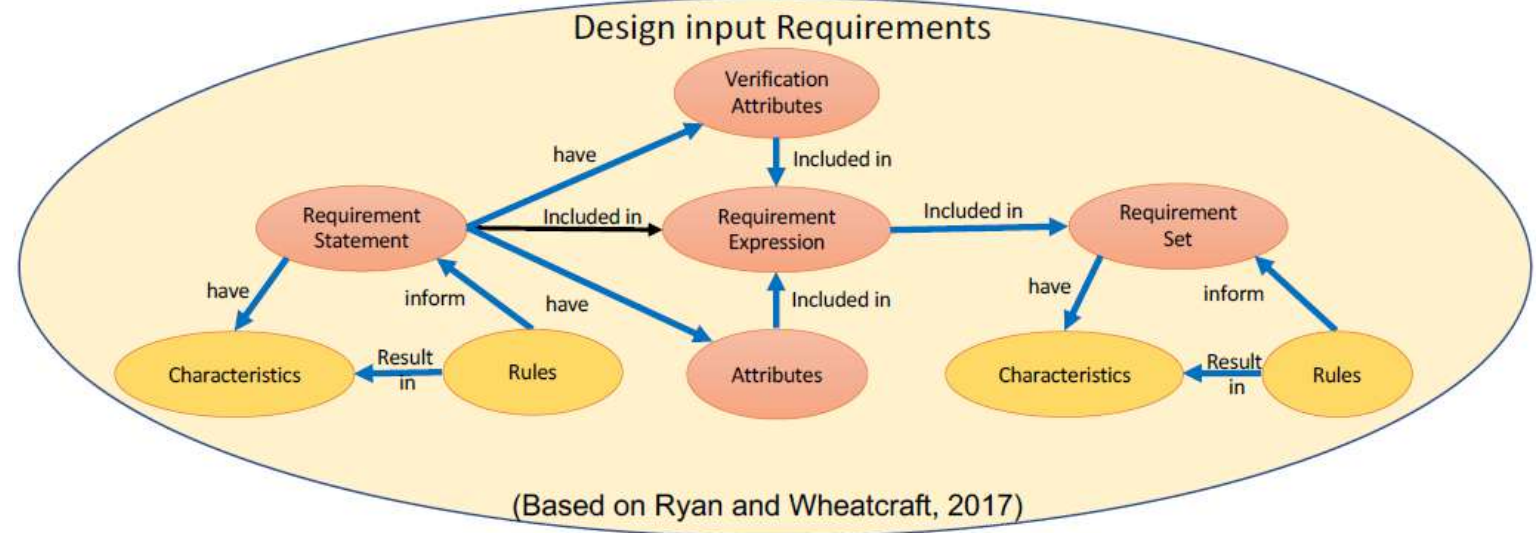 Design input Requirements
Verification
Attributes
have
Included in
Requirement
Statement
Included in
Requirement
Expression
Included in
Requirement
Set
have
inform
have
Included in
have
inform
Characteristics
Result
in
Rules
Attributes
Characteristics
Result
in
Rules
(Based on Ryan and Wheatcraft, 2017)